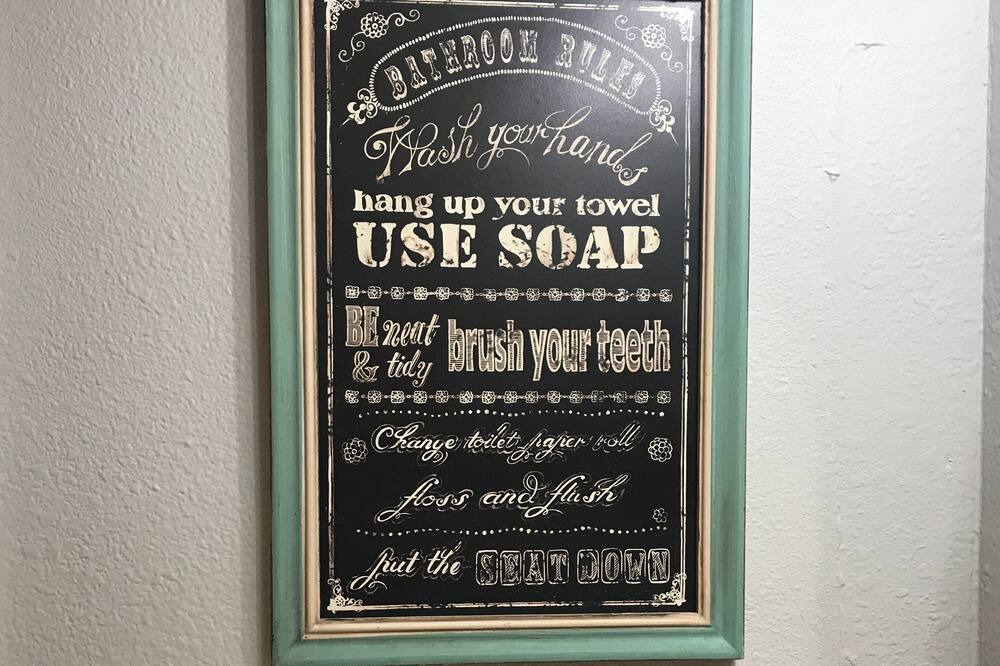 BATHROOM RULES
Wash your hands
hang up your towel
USE SOAP
BE neat & tidy
brush your teeth
Change toilet paper roll
floss and flush
put the SEAT DOWN